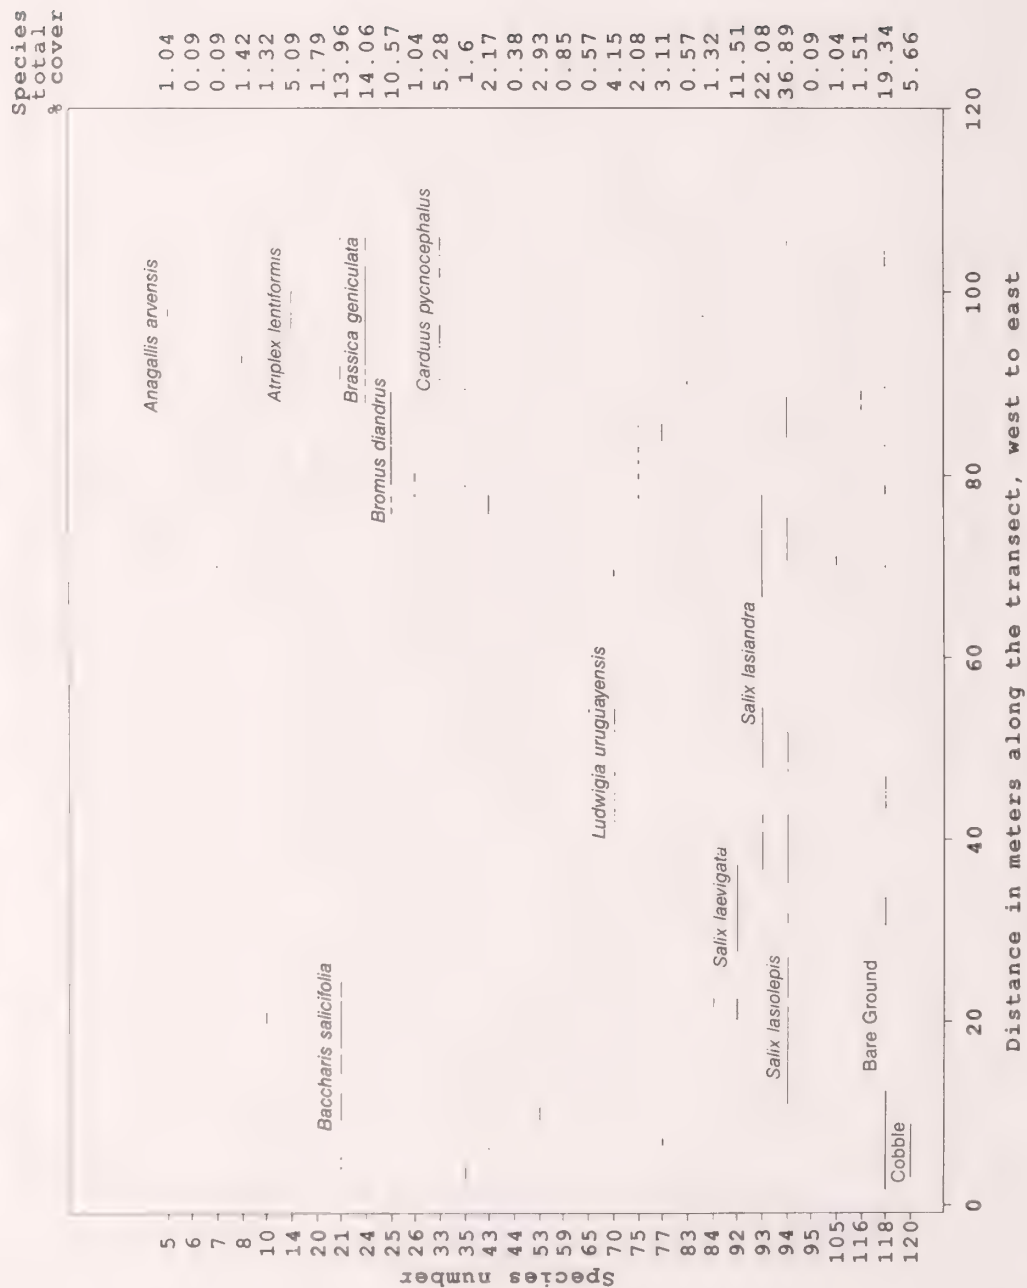 Species
total
% cover
Species number
5 Anagallis arvensis 1.04
6 0.09
7 0.09
8 1.42
10 Atriplex lentiformis 1.32
14 5.09
20 1.79
21 Baccharis salicifolia 13.96
24 Brassica geniculata 14.06
25 Bromus diandrus 10.57
26 1.04
33 Carduus pycnocephalus 5.28
35 1.6
43 2.17
44 0.38
53 2.93
59 0.85
65 0.57
70 Ludwigia uruguayensis 4.15
75 2.08
77 3.11
83 0.57
84 1.32
92 Salix laevigata 11.51
93 Salix lasiandra 22.08
94 Salix lasiolepis 36.89
95 0.09
105 1.04
116 1.51
118 Bare Ground 19.34
120 Cobble 5.66
0 20 40 60 80 100 120
Distance in meters along the transect, west to east